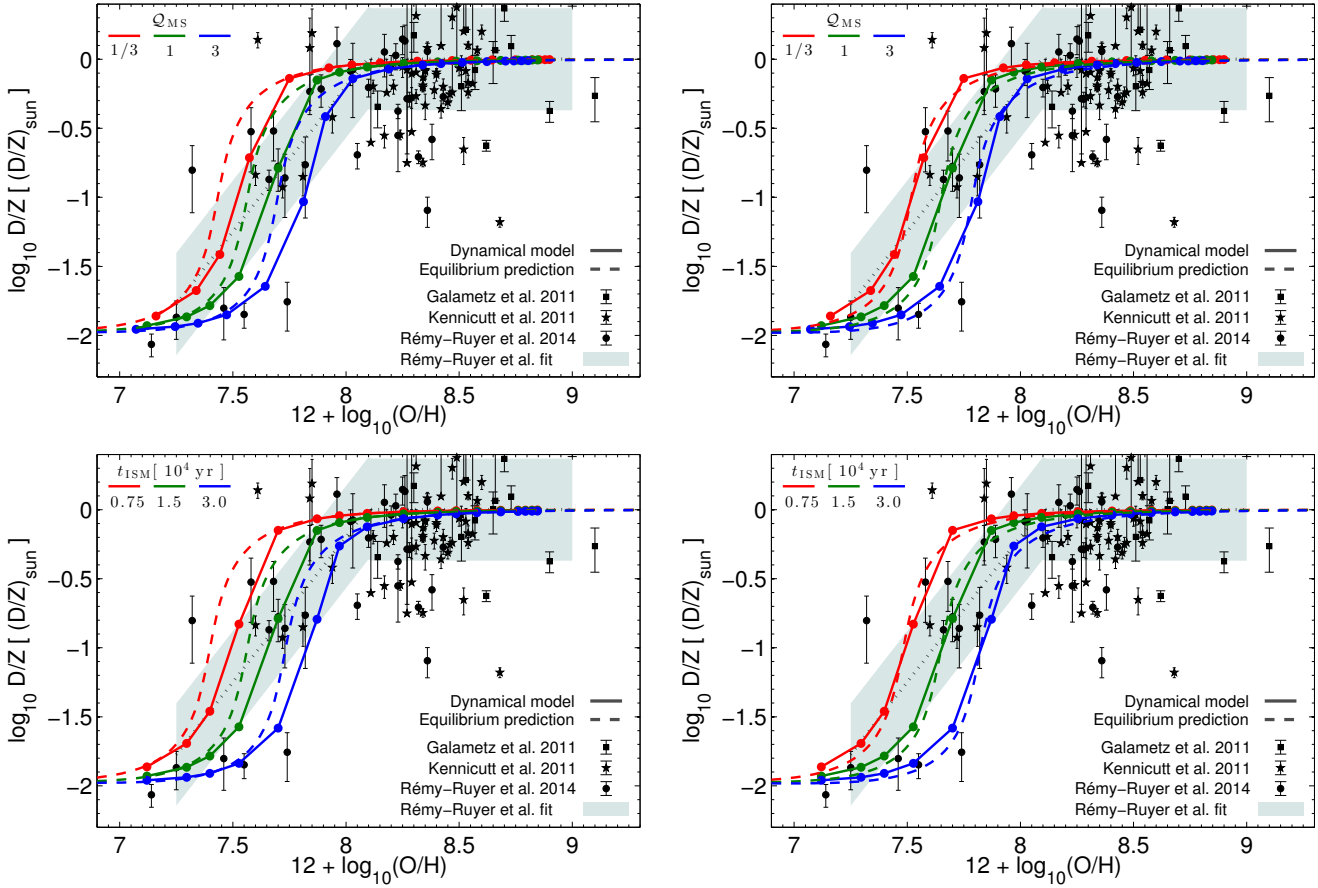 Q_MS
1/3 1 3
0
−0.5
−1
−1.5
−2
log10 D/Z [ (D/Z)sun]
Dynamical model
Equilibrium prediction
Galametz et al. 2011
Kennicutt et al. 2011
Rémy−Ruyer et al. 2014
Rémy−Ruyer et al. fit
7 7.5 8 8.5 9
12 + log10(O/H)
Q_MS
1/3 1 3
0
−0.5
−1
−1.5
−2
log10 D/Z [ (D/Z)sun]
Dynamical model
Equilibrium prediction
Galametz et al. 2011
Kennicutt et al. 2011
Rémy−Ruyer et al. 2014
Rémy−Ruyer et al. fit
7 7.5 8 8.5 9
12 + log10(O/H)
t_ISM[ 10^4 yr ]
0.75 1.5 3.0
0
−0.5
−1
−1.5
−2
log10 D/Z [ (D/Z)sun]
Dynamical model
Equilibrium prediction
Galametz et al. 2011
Kennicutt et al. 2011
Rémy−Ruyer et al. 2014
Rémy−Ruyer et al. fit
7 7.5 8 8.5 9
12 + log10(O/H)
t_ISM[ 10^4 yr ]
0.75 1.5 3.0
0
−0.5
−1
−1.5
−2
log10 D/Z [ (D/Z)sun]
Dynamical model
Equilibrium prediction
Galametz et al. 2011
Kennicutt et al. 2011
Rémy−Ruyer et al. 2014
Rémy−Ruyer et al. fit
7 7.5 8 8.5 9
12 + log10(O/H)